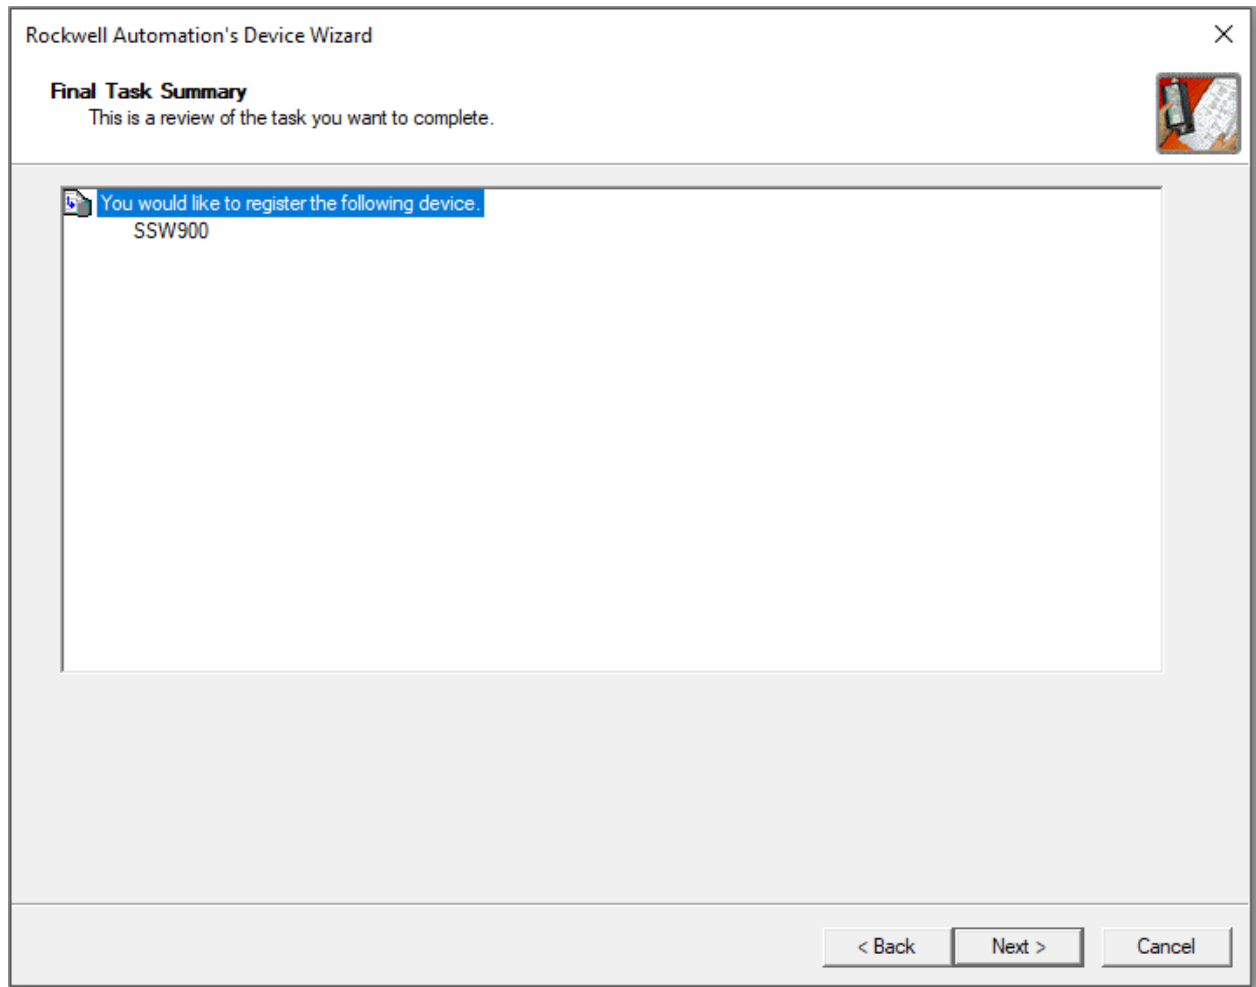 Rockwell Automation's Device Wizard
Final Task Summary
This is a review of the task you want to complete.
You would like to register the following device.
SSW900
< Back Next > Cancel